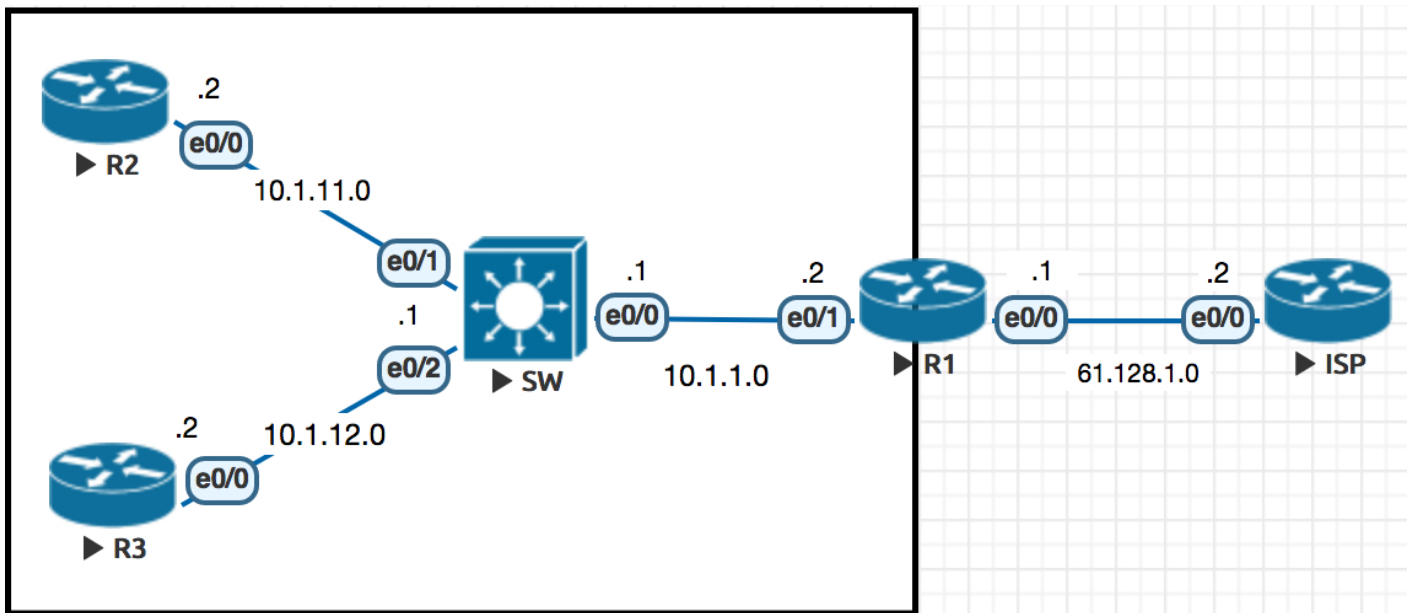 .2
e0/0
R2
10.1.11.0
e0/1
.1
e0/2
SW
.2
10.1.12.0
e0/0
R3
.1
e0/0
10.1.1.0
.2
e0/1
R1
.1
e0/0
61.128.1.0
.2
e0/0
ISP